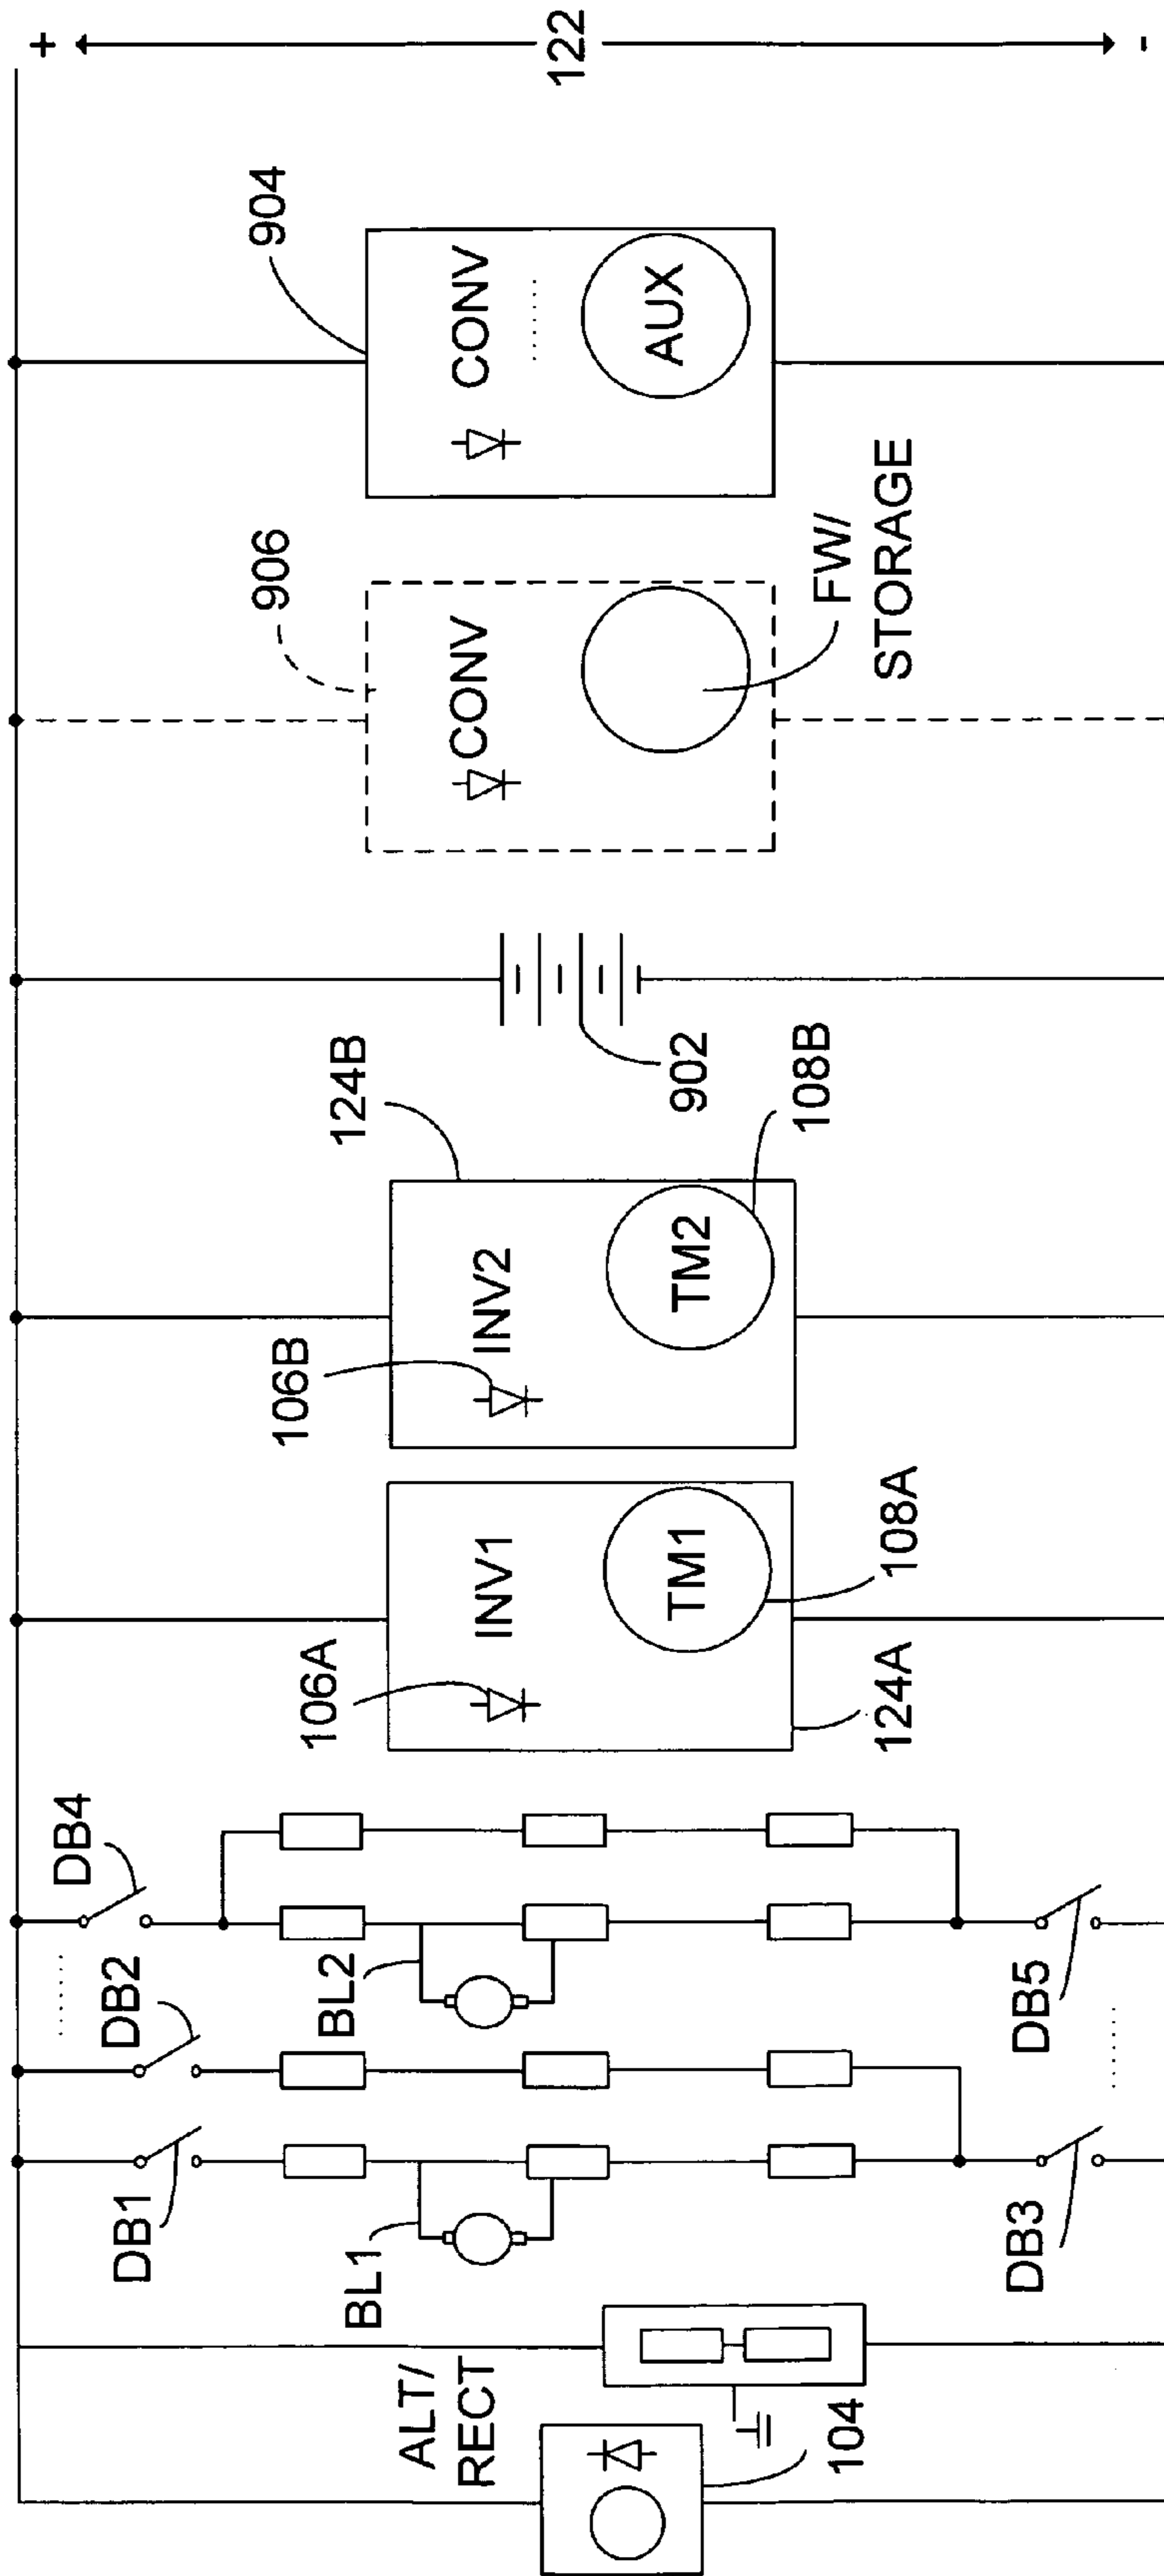 +
122
-
904
CONV
AUX
906
CONV
FW/
STORAGE
902
124B
106B
INV2
TM2
108B
106A
INV1
TM1
108A
124A
DB4
DB2
BL2
DB5
DB1
BL1
DB3
ALT/
RECT
104